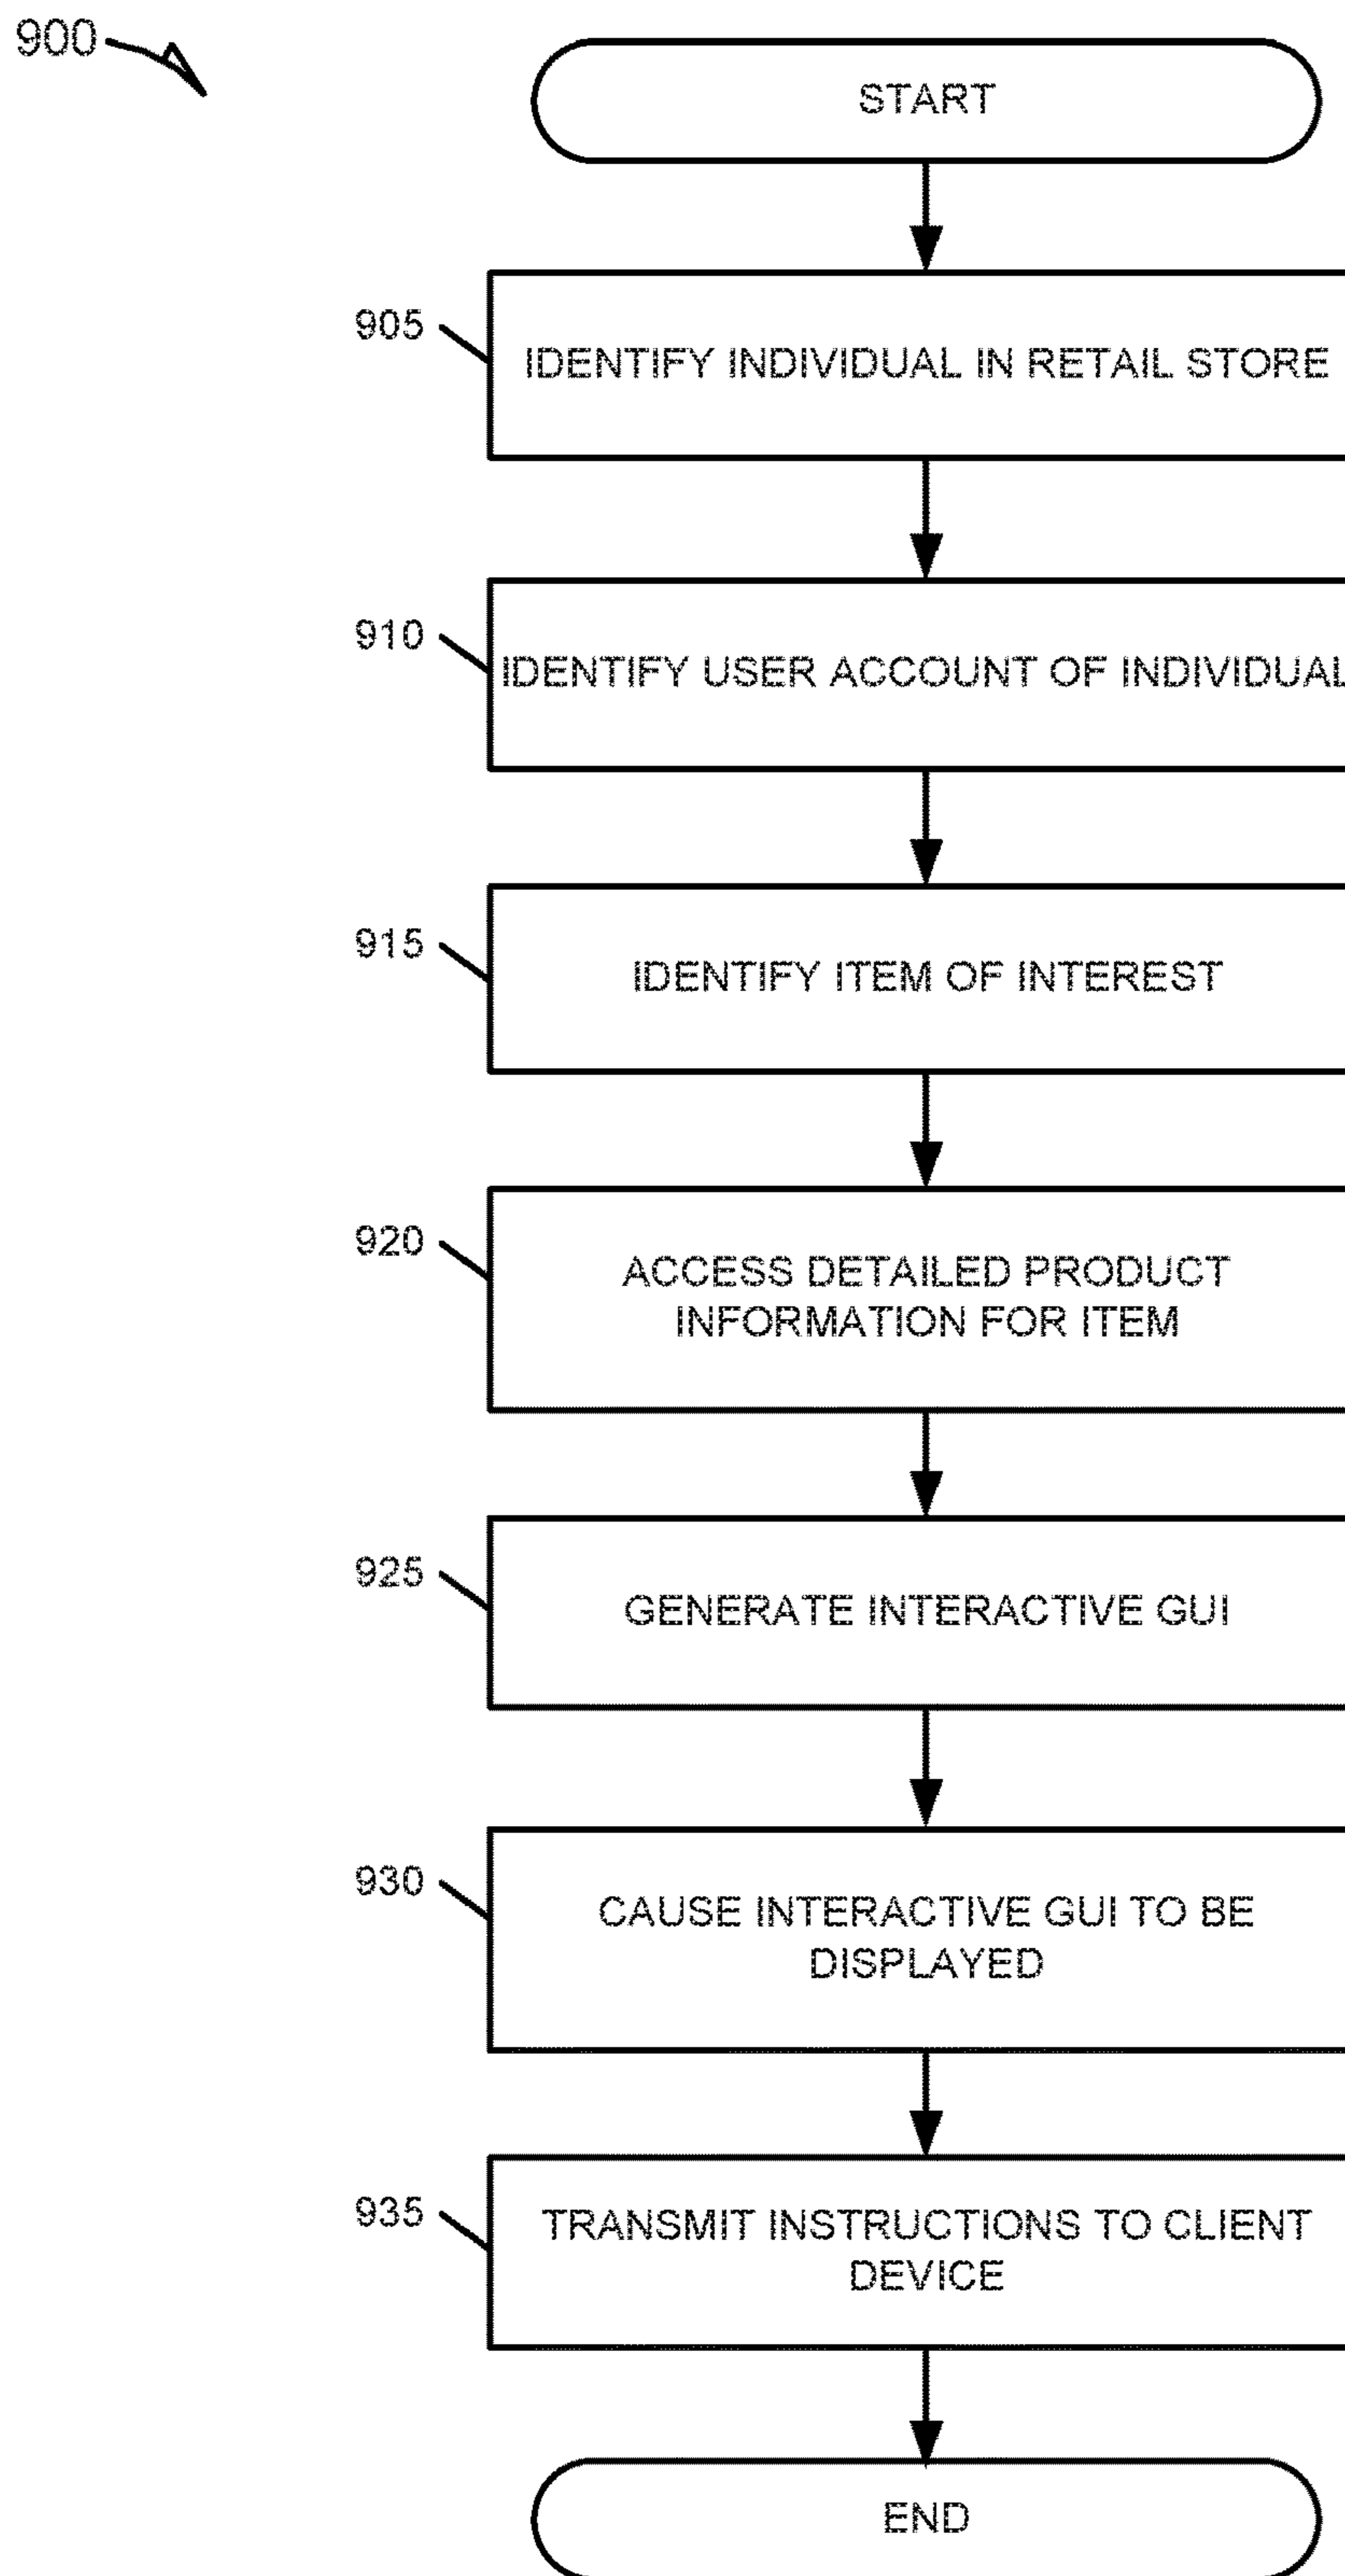 900
START
905
IDENTIFY INDIVIDUAL IN RETAIL STORE
910
IDENTIFY USER ACCOUNT OF INDIVIDUAL
915
IDENTIFY ITEM OF INTEREST
920
ACCESS DETAILED PRODUCT
INFORMATION FOR ITEM
925
GENERATE INTERACTIVE GUI
930
CAUSE INTERACTIVE GUI TO BE
DISPLAYED
935
TRANSMIT INSTRUCTIONS TO CLIENT
DEVICE
END